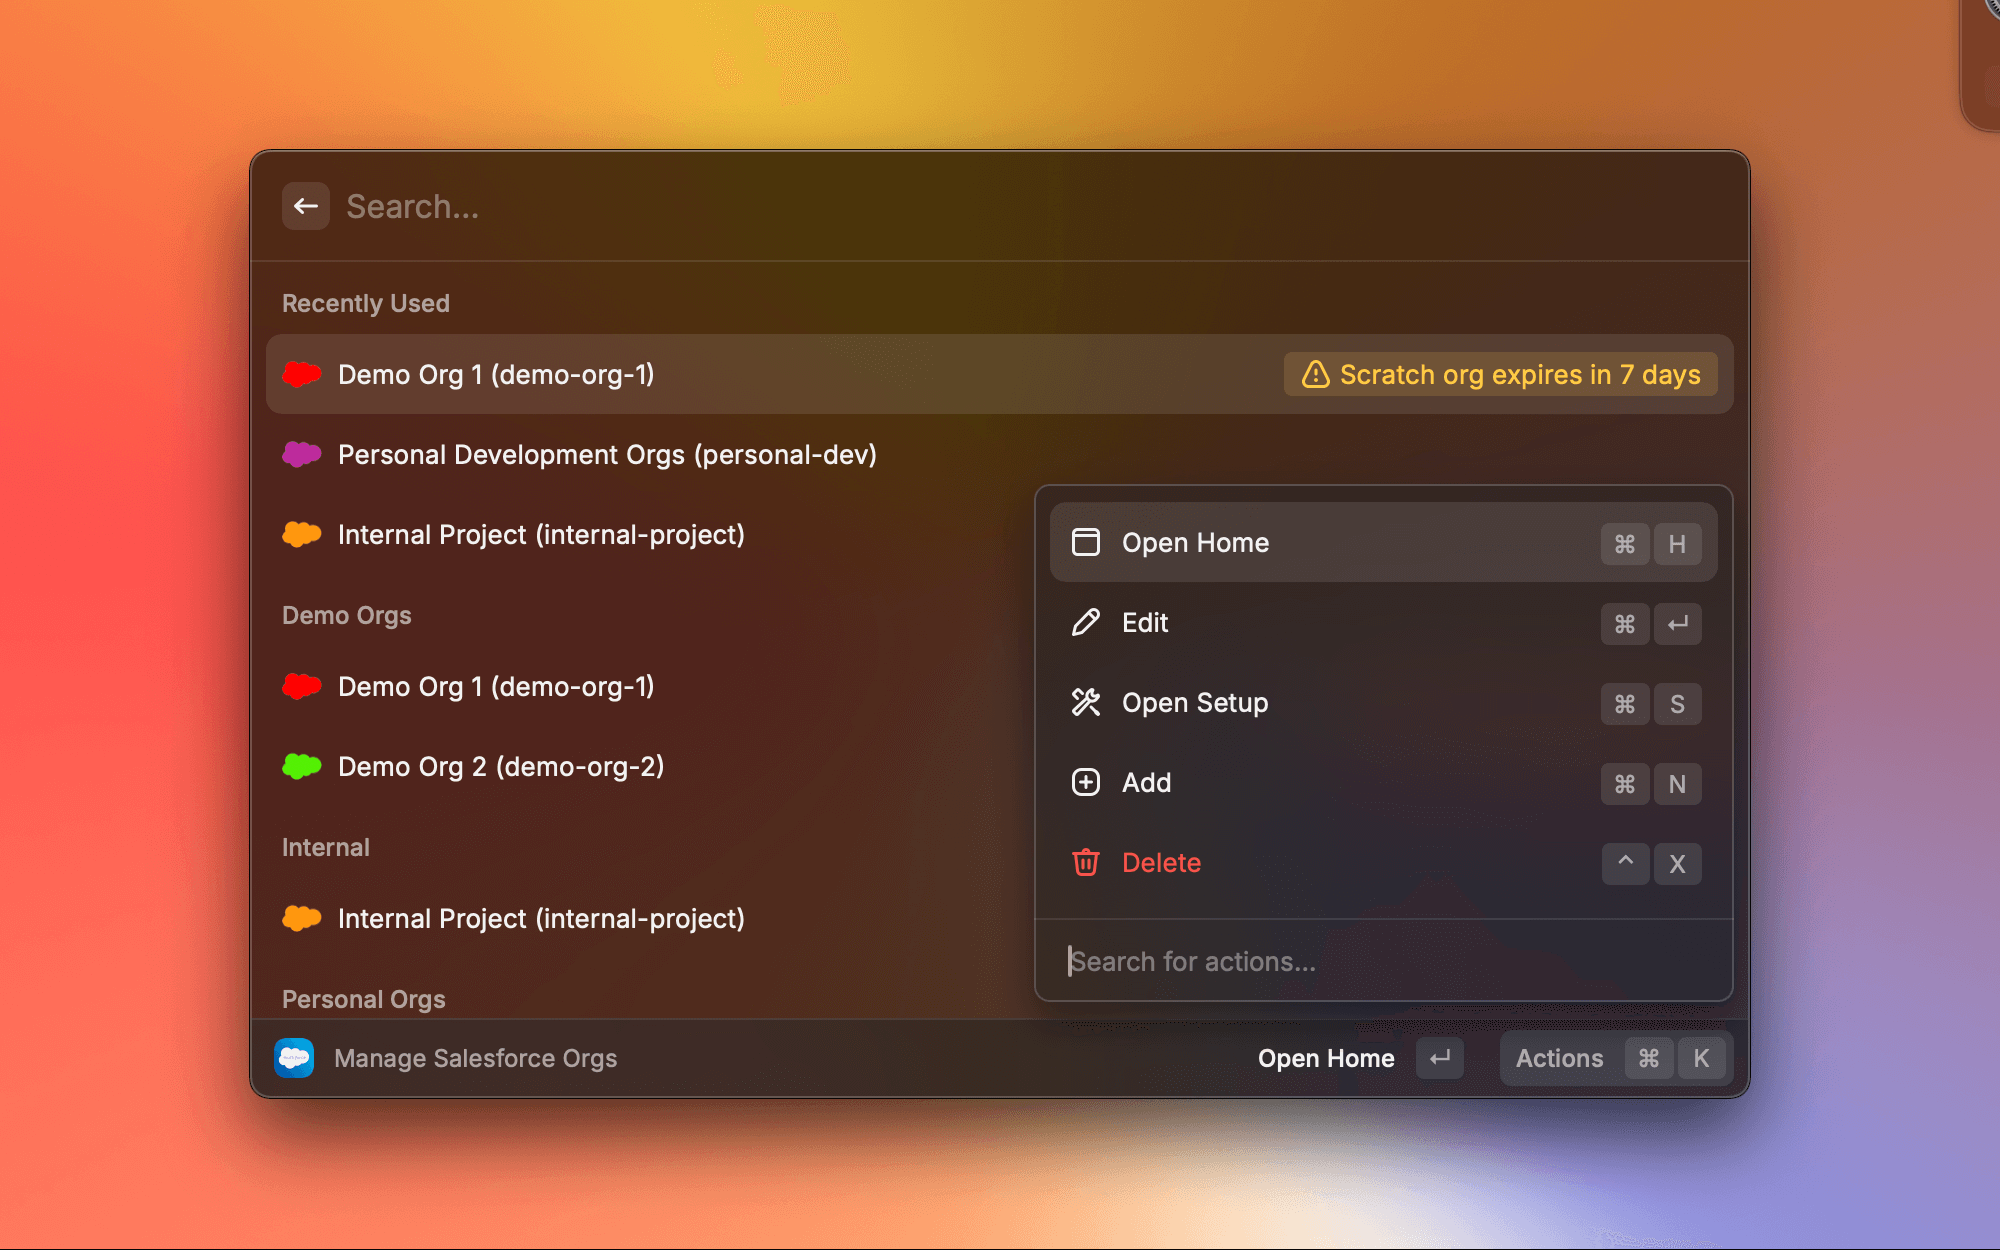 Search...
Recently Used
Demo Org 1 (demo-org-1)
Scratch org expires in 7 days
Personal Development Orgs (personal-dev)
Internal Project (internal-project)
Demo Orgs
Demo Org 1 (demo-org-1)
Demo Org 2 (demo-org-2)
Internal
Internal Project (internal-project)
Personal Orgs
Open Home ⌘ H
Edit ⌘ ↵
Open Setup ⌘ S
Add ⌘ N
Delete ^ X
Search for actions...
Manage Salesforce Orgs
Open Home ↵
Actions ⌘ K